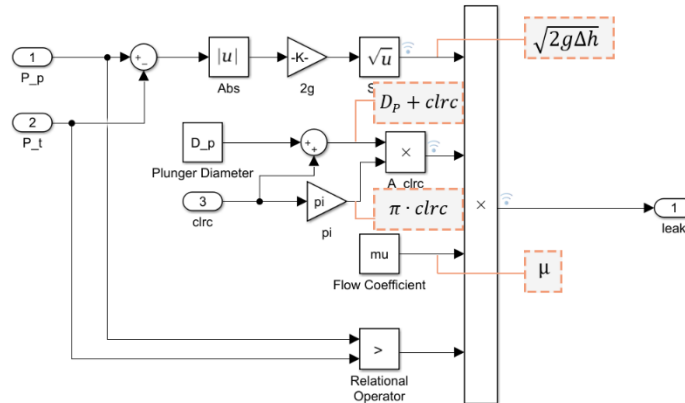 1
P_p
+
-
|u|
Abs
-K-
2g
√u
S
√2gΔh
2
P_t
D_p
Plunger Diameter
+
+
D_P + clrc
×
A_clrc
3
clrc
pi
pi
π · clrc
×
1
leak
mu
Flow Coefficient
μ
>
Relational
Operator